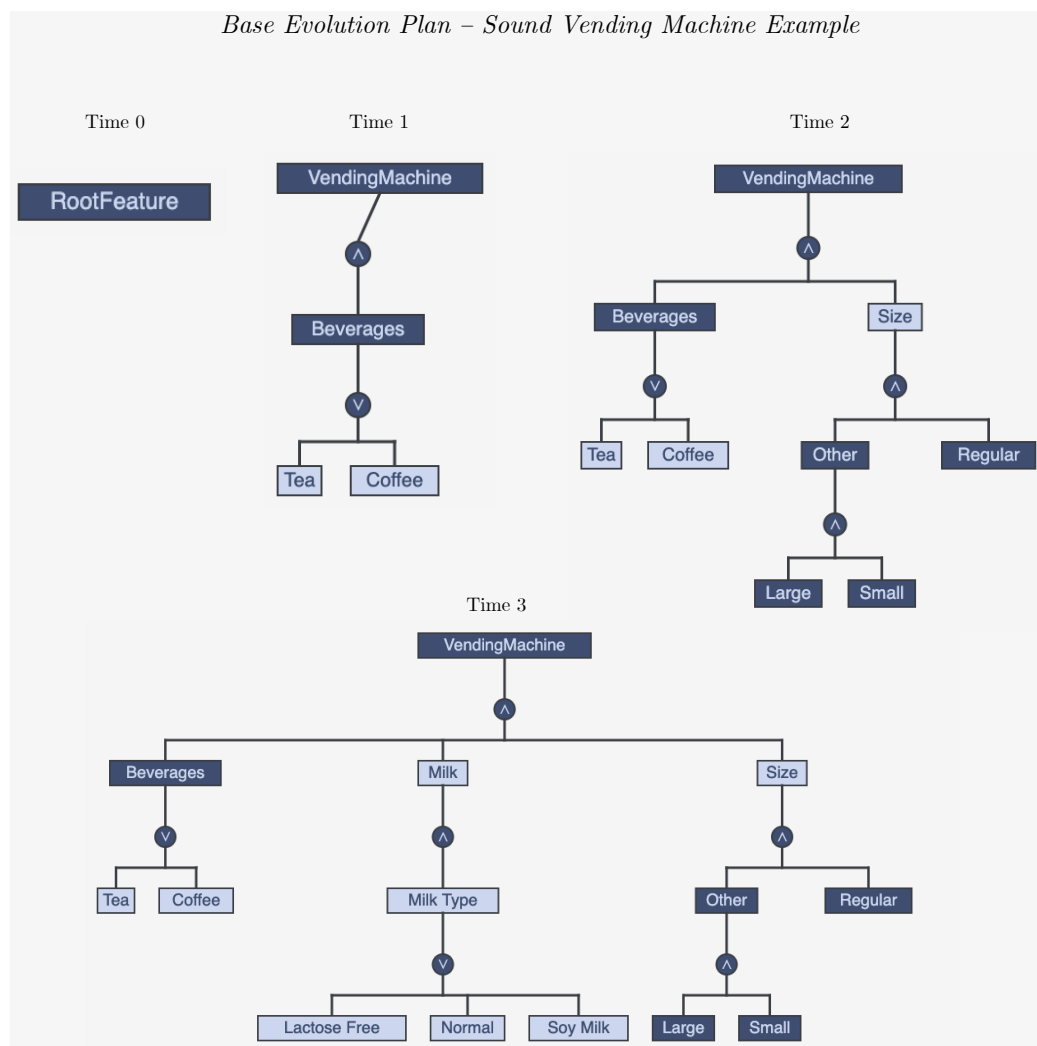 Base Evolution Plan – Sound Vending Machine Example
Time 0
Time 1
Time 2
RootFeature
VendingMachine
VendingMachine
∧
∧
Beverages
Beverages
Size
∨
∨
∧
Tea
Coffee
Tea
Coffee
Other
Regular
∧
Large
Small
Time 3
VendingMachine
∧
Beverages
Milk
Size
∨
∧
∧
Tea
Coffee
Milk Type
Other
Regular
∨
∧
Lactose Free
Normal
Soy Milk
Large
Small